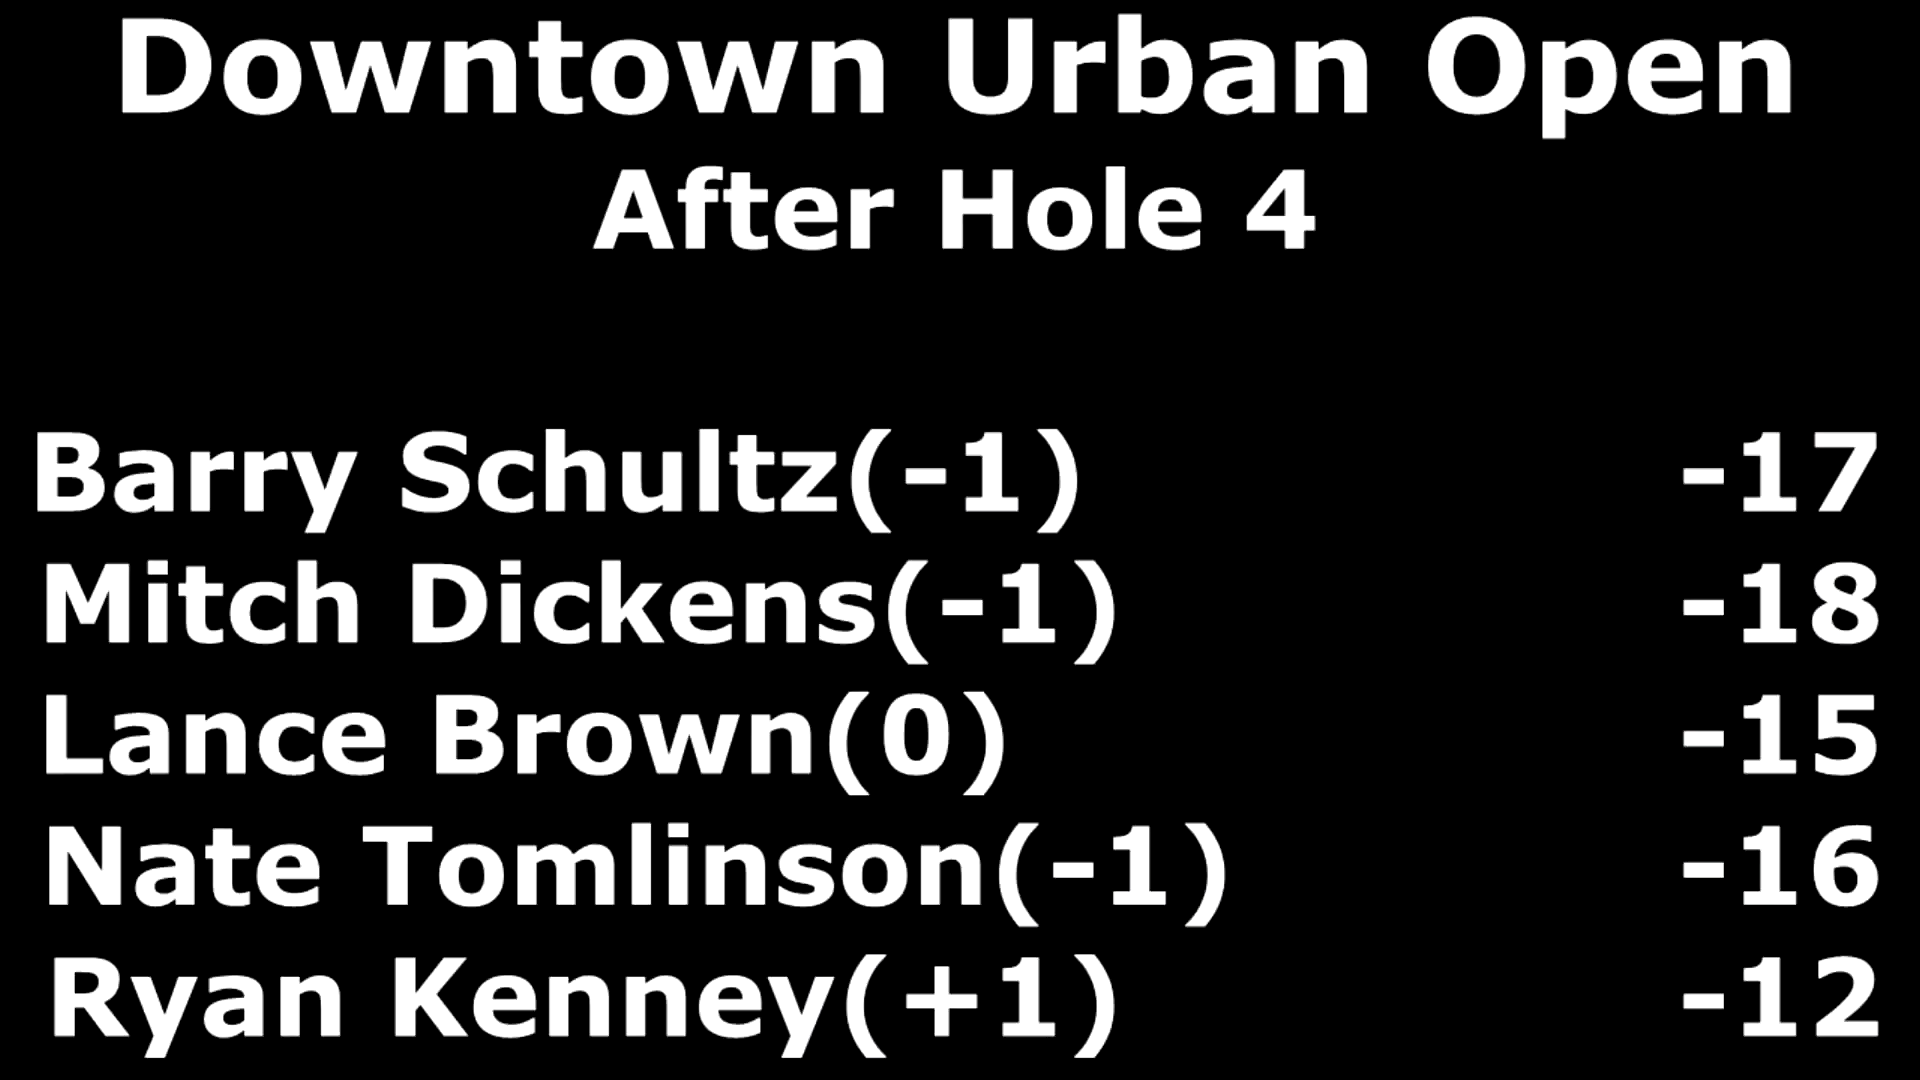 Downtown Urban Open
After Hole 4
Barry Schultz(-1) -17
Mitch Dickens(-1) -18
Lance Brown(0) -15
Nate Tomlinson(-1) -16
Ryan Kenney(+1) -12